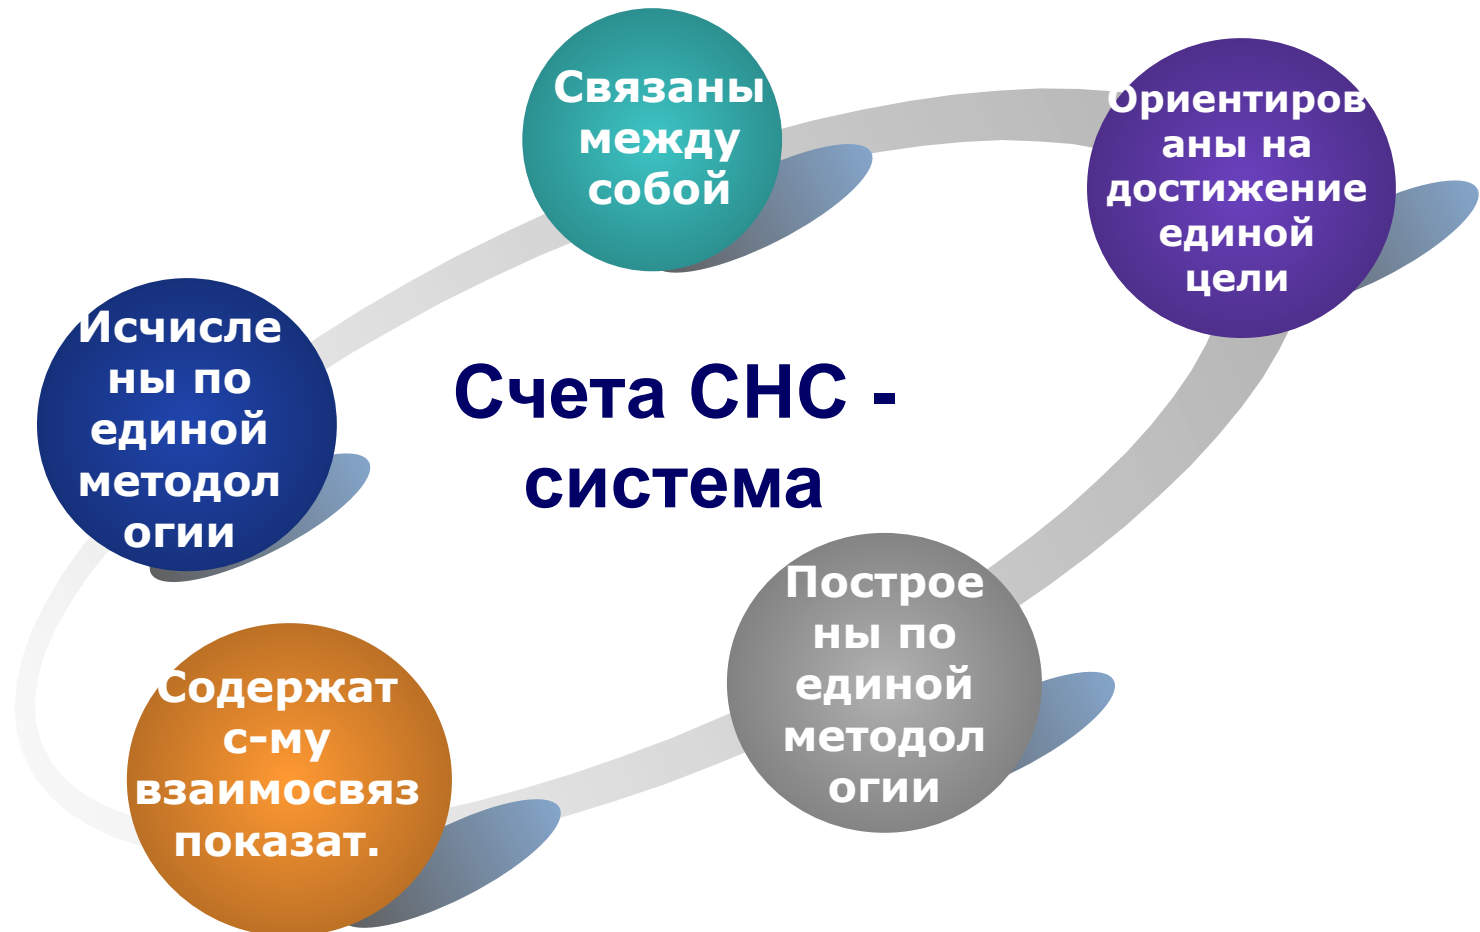 Связаны
между
собой
Ориентиров
аны на
достижение
единой
цели
Исчисле
ны по
единой
методол
огии
Счета СНС -
система
Построе
ны по
единой
методол
огии
Содержат
с-му
взаимосвяз
показат.